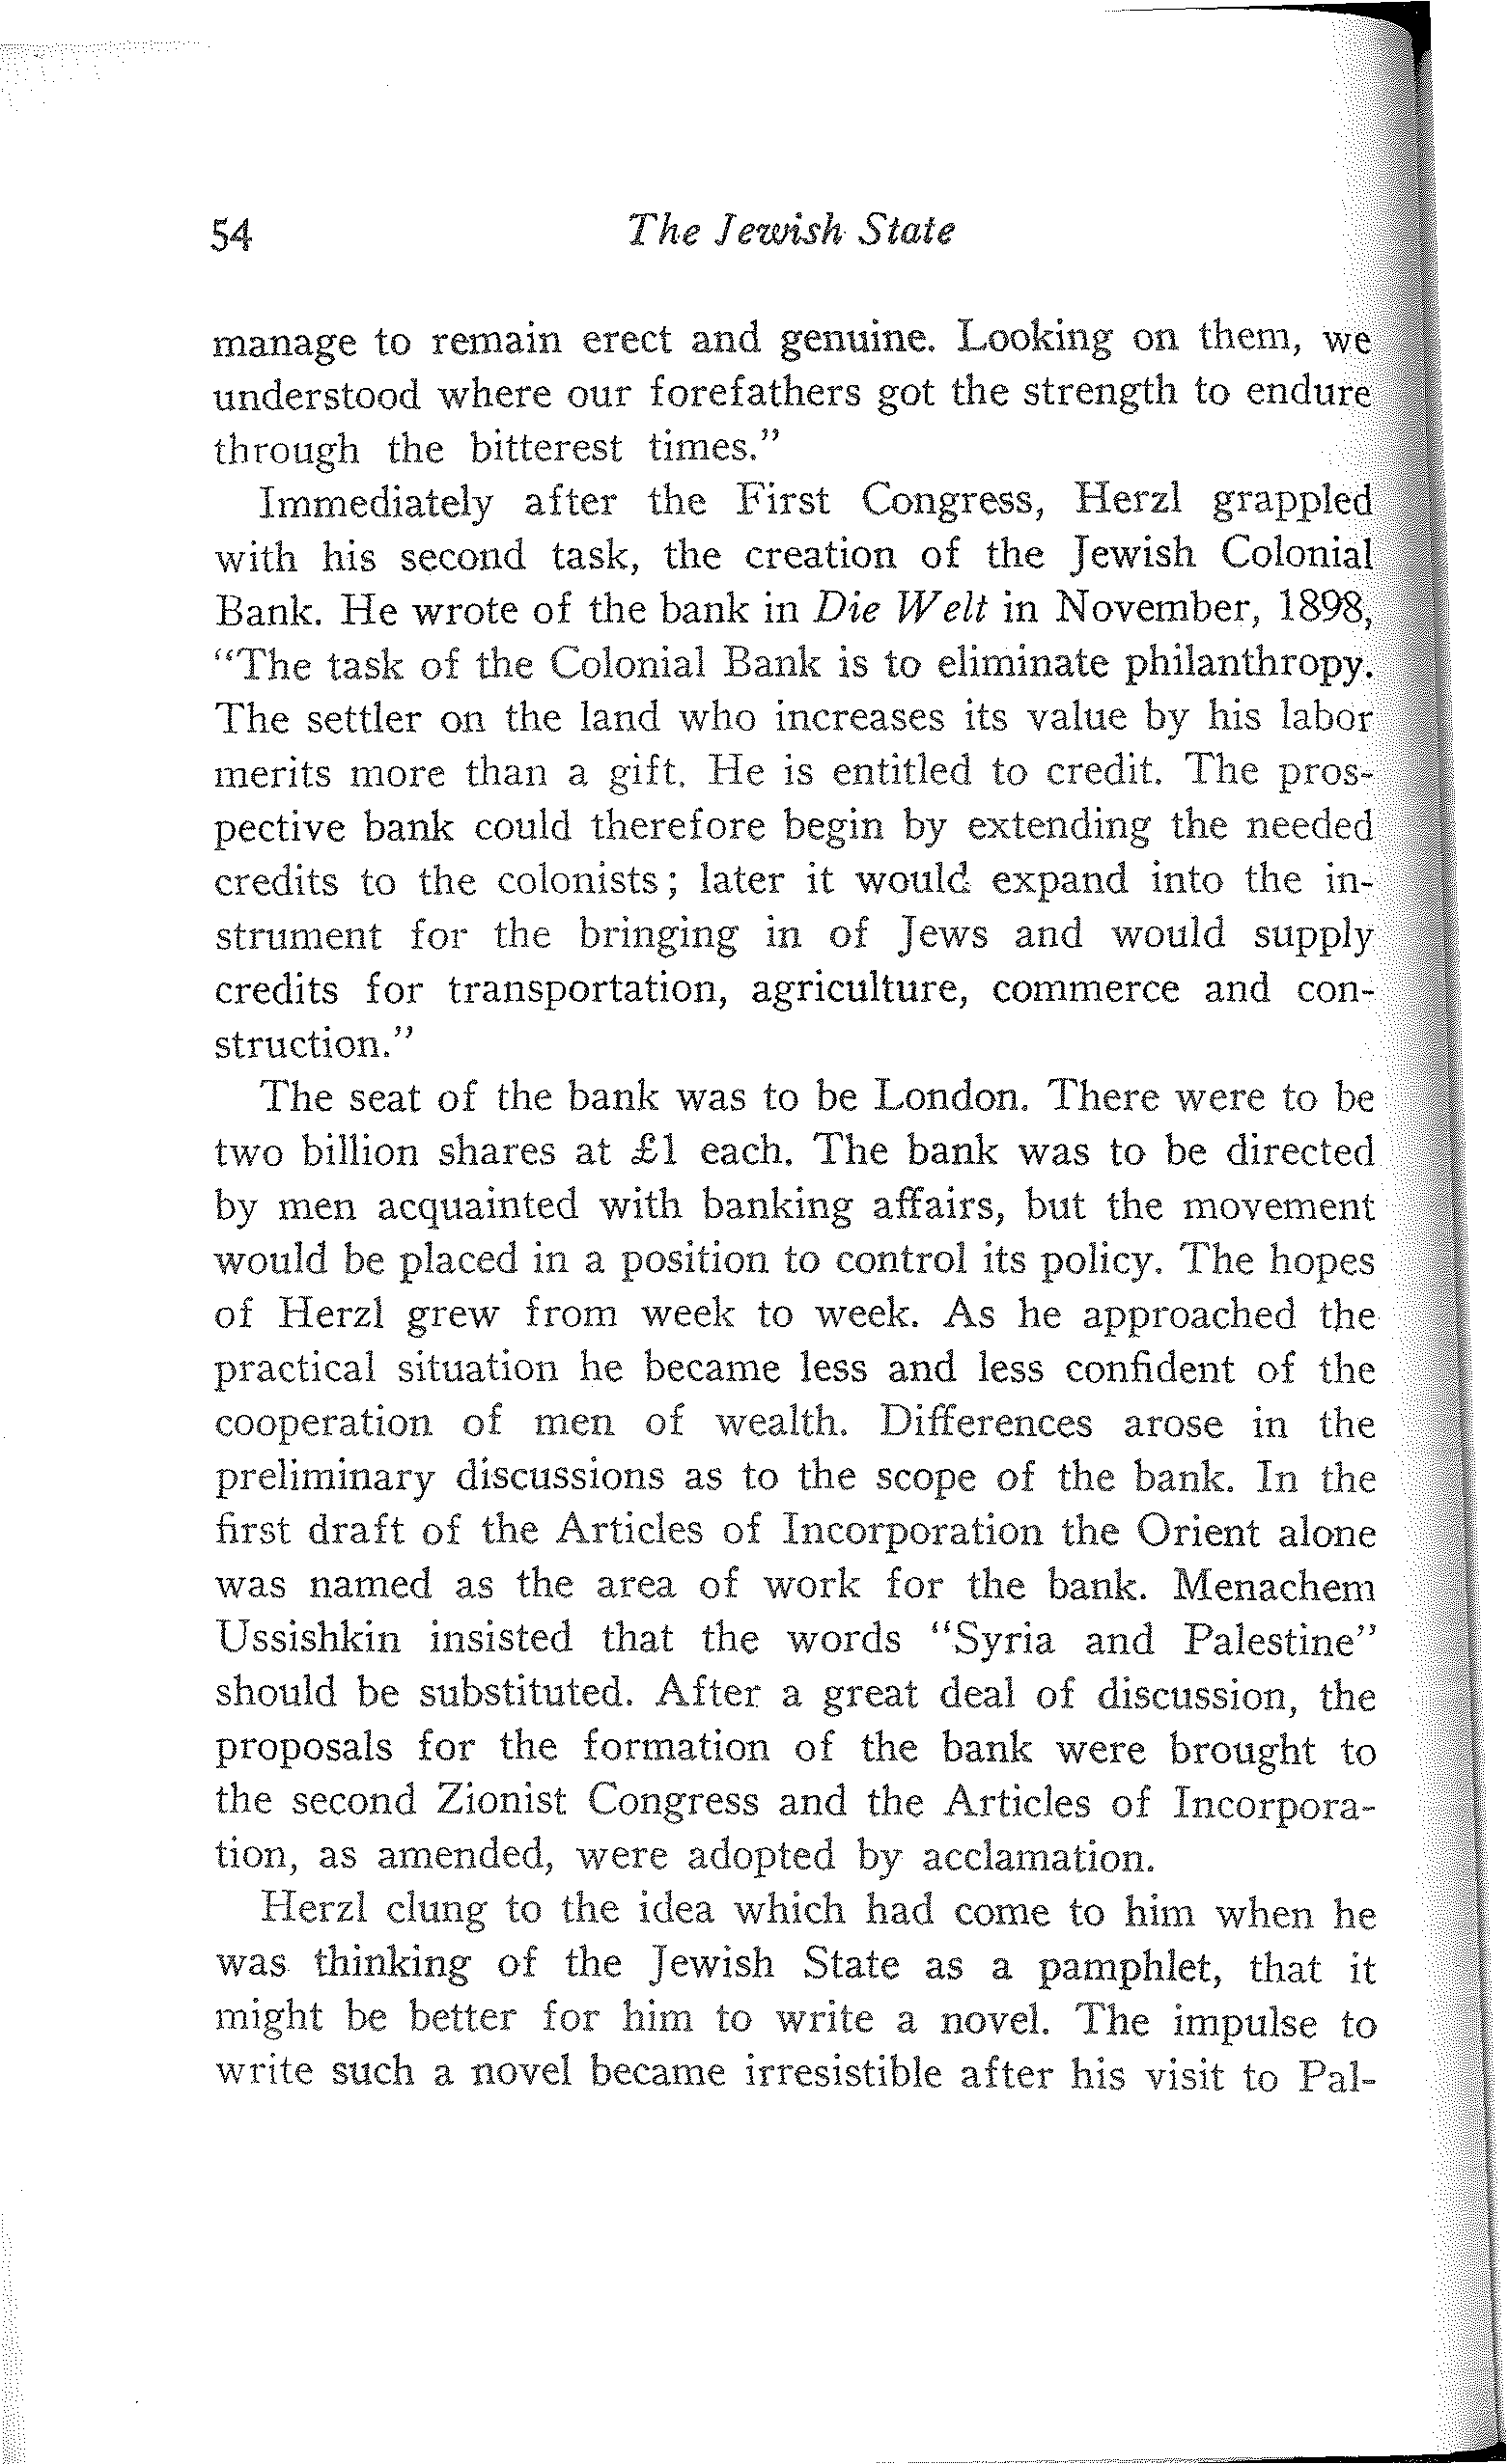 54 The Jewish State
manage to remain erect and genuine. Looking on them, we
understood where our forefathers got the strength to endure
through the bitterest times.”
Immediately after the First Congress, Herzl grappled
with his second task, the creation of the Jewish Colonial
Bank. He wrote of the bank in Die Welt in November, 1898,
“The task of the Colonial Bank is to eliminate philanthropy.
The settler on the land who increases its value by his labor
merits more than a gift. He is entitled to credit. The pros-
pective bank could therefore begin by extending the needed
credits to the colonists; later it would expand into the in-
strument for the bringing in of Jews and would supply
credits for transportation, agriculture, commerce and con-
struction.”
The seat of the bank was to be London. There were to be
two billion shares at £1 each. The bank was to be directed
by men acquainted with banking affairs, but the movement
would be placed in a position to control its policy. The hopes
of Herzl grew from week to week. As he approached the
practical situation he became less and less confident of the
cooperation of men of wealth. Differences arose in the
preliminary discussions as to the scope of the bank. In the
first draft of the Articles of Incorporation the Orient alone
was named as the area of work for the bank. Menachem
Ussishkin insisted that the words “Syria and Palestine”
should be substituted. After a great deal of discussion, the
proposals for the formation of the bank were brought to
the second Zionist Congress and the Articles of Incorpora-
tion, as amended, were adopted by acclamation.
Herzl clung to the idea which had come to him when he
was thinking of the Jewish State as a pamphlet, that it
might be better for him to write a novel. The impulse to
write such a novel became irresistible after his visit to Pal-